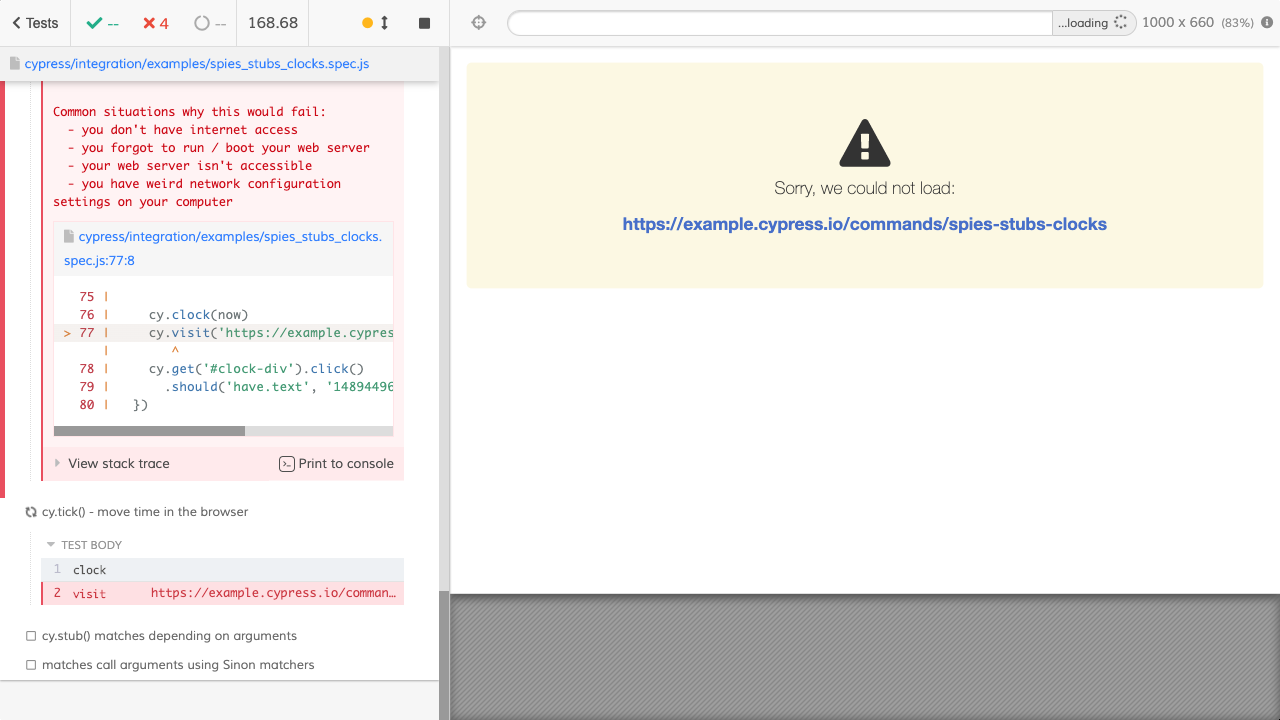 Tests
--
4
--
168.68
...loading
1000 x 660 (83%)
cypress/integration/examples/spies_stubs_clocks.spec.js
Common situations why this would fail:
- you don't have internet access
- you forgot to run / boot your web server
- your web server isn't accessible
- you have weird network configuration
settings on your computer
cypress/integration/examples/spies_stubs_clocks.
spec.js:77:8
75 |
76 | cy.clock(now)
> 77 | cy.visit('https://example.cypres
| ^
78 | cy.get('#clock-div').click()
79 | .should('have.text', '14894496
80 | })
View stack trace
Print to console
cy.tick() - move time in the browser
TEST BODY
1 clock
2 visit https://example.cypress.io/comman…
cy.stub() matches depending on arguments
matches call arguments using Sinon matchers
Sorry, we could not load:
https://example.cypress.io/commands/spies-stubs-clocks